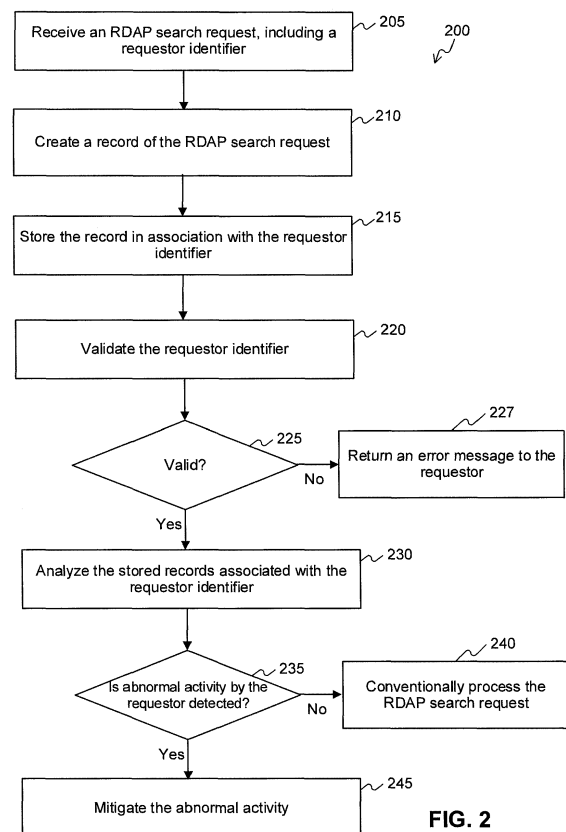 Receive an RDAP search request, including a
requestor identifier
205
200
Create a record of the RDAP search request
210
Store the record in association with the requestor
identifier
215
Validate the requestor identifier
220
Valid?
225
No
Return an error message to the
requestor
227
Yes
Analyze the stored records associated with the
requestor identifier
230
Is abnormal activity by the
requestor detected?
235
No
Conventionally process the
RDAP search request
240
Yes
Mitigate the abnormal activity
245
FIG. 2